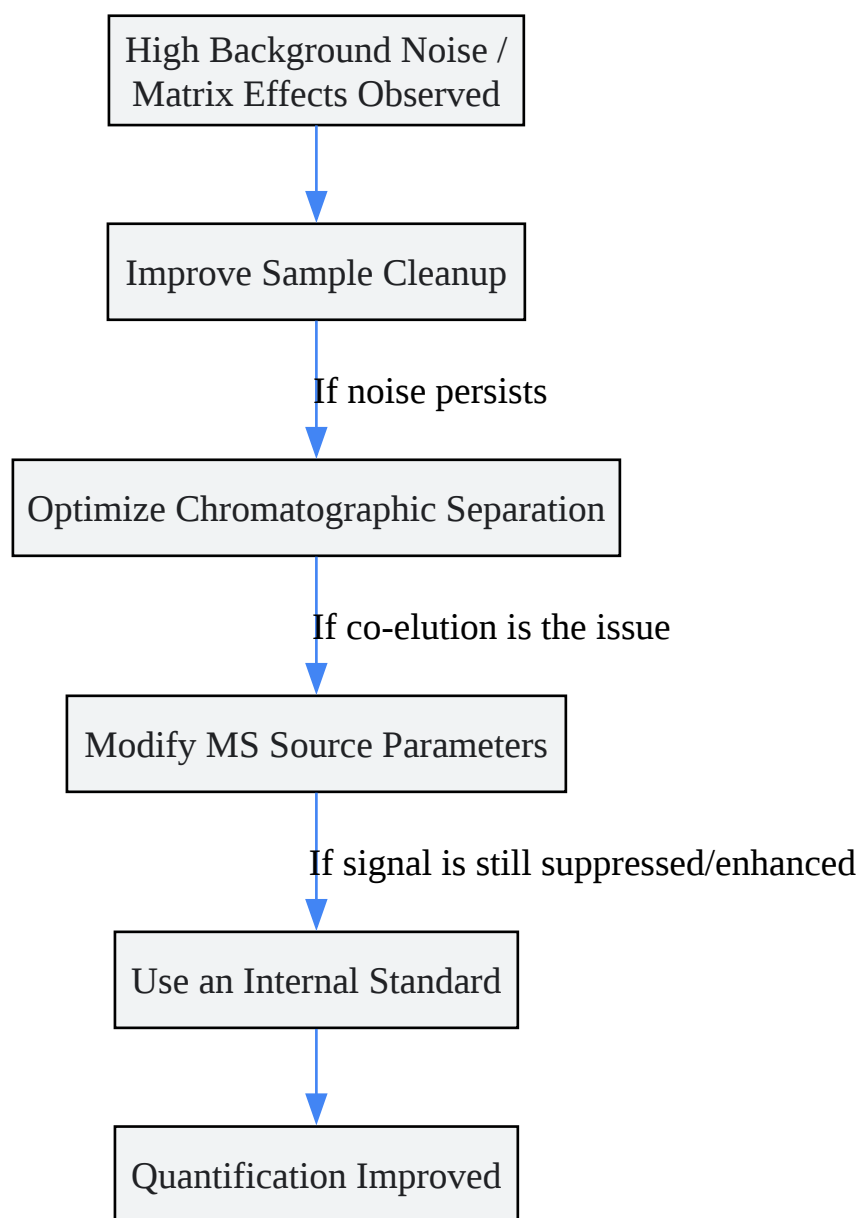 High Background Noise /
Matrix Effects Observed
Improve Sample Cleanup
If noise persists
Optimize Chromatographic Separation
If co-elution is the issue
Modify MS Source Parameters
If signal is still suppressed/enhanced
Use an Internal Standard
Quantification Improved